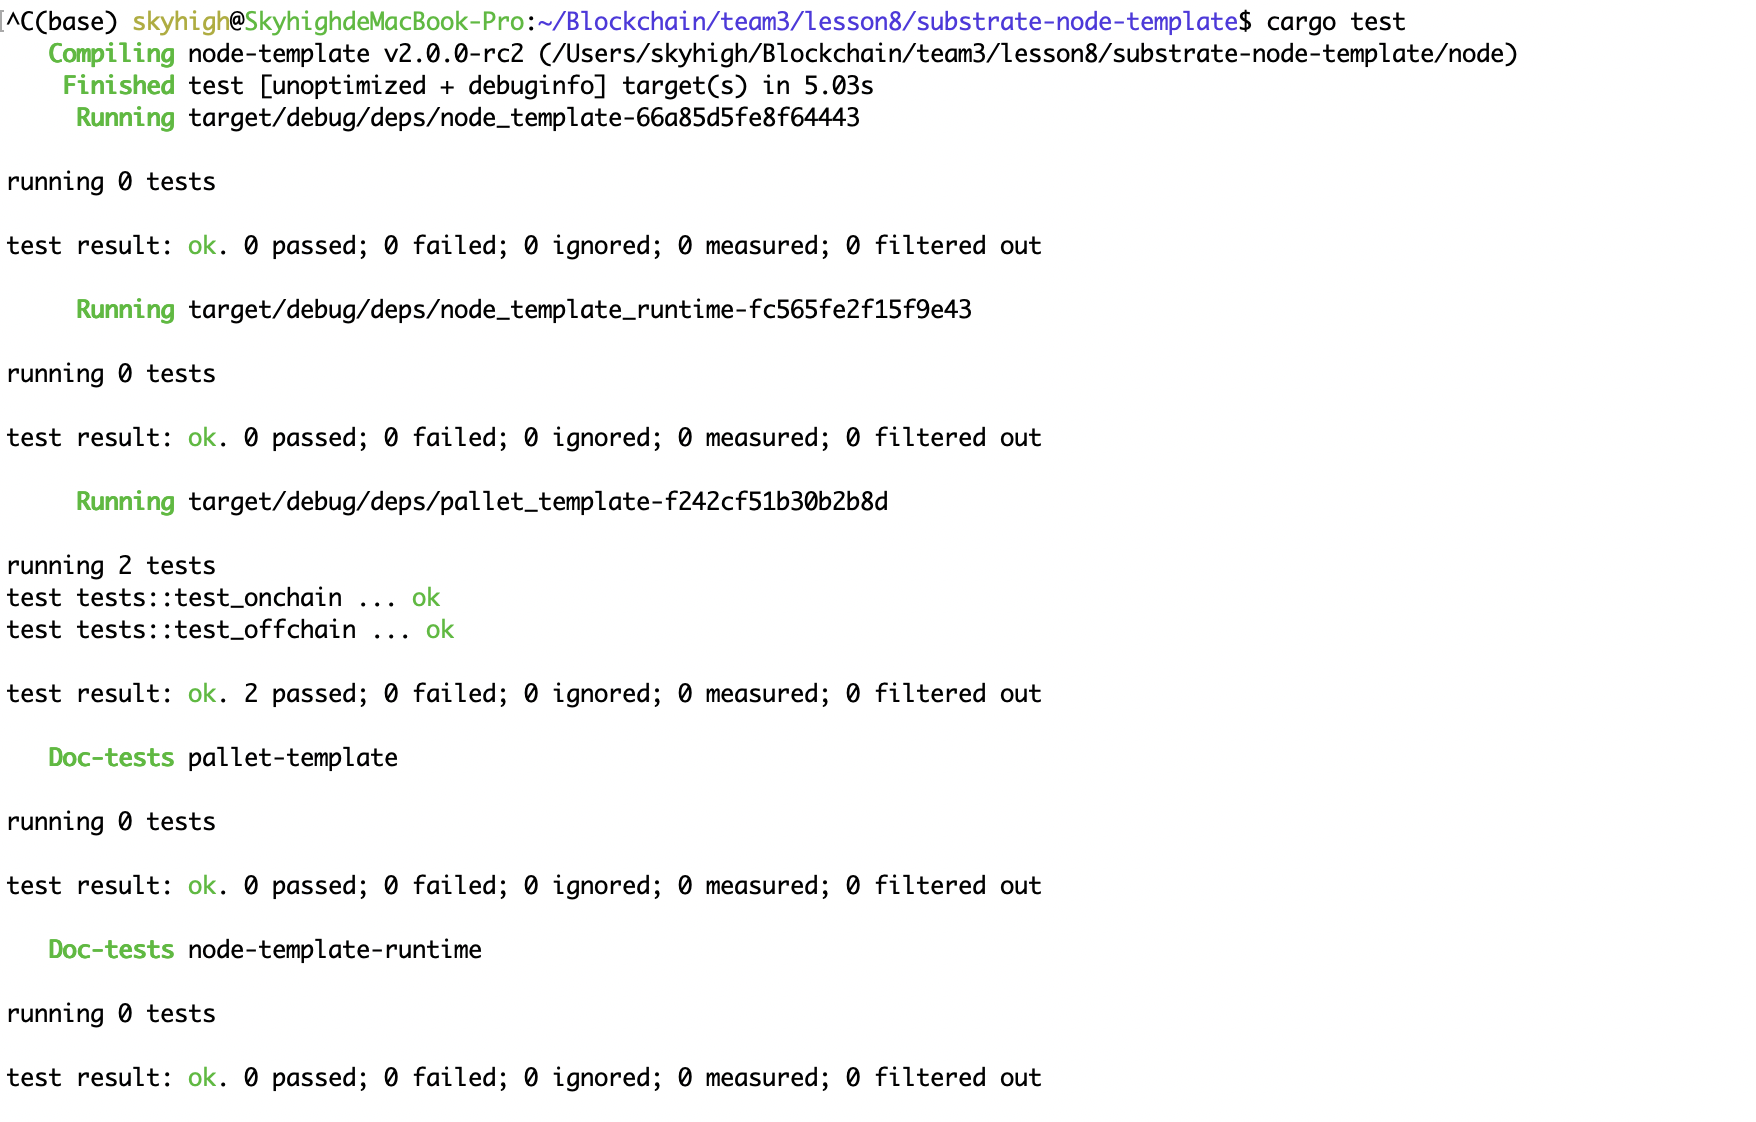 ^C(base) skyhigh@SkyhighdeMacBook-Pro:~/Blockchain/team3/lesson8/substrate-node-template$ cargo test
Compiling node-template v2.0.0-rc2 (/Users/skyhigh/Blockchain/team3/lesson8/substrate-node-template/node)
Finished test [unoptimized + debuginfo] target(s) in 5.03s
Running target/debug/deps/node_template-66a85d5fe8f64443
running 0 tests
test result: ok. 0 passed; 0 failed; 0 ignored; 0 measured; 0 filtered out
Running target/debug/deps/node_template_runtime-fc565fe2f15f9e43
running 0 tests
test result: ok. 0 passed; 0 failed; 0 ignored; 0 measured; 0 filtered out
Running target/debug/deps/pallet_template-f242cf51b30b2b8d
running 2 tests
test tests::test_onchain ... ok
test tests::test_offchain ... ok
test result: ok. 2 passed; 0 failed; 0 ignored; 0 measured; 0 filtered out
Doc-tests pallet-template
running 0 tests
test result: ok. 0 passed; 0 failed; 0 ignored; 0 measured; 0 filtered out
Doc-tests node-template-runtime
running 0 tests
test result: ok. 0 passed; 0 failed; 0 ignored; 0 measured; 0 filtered out